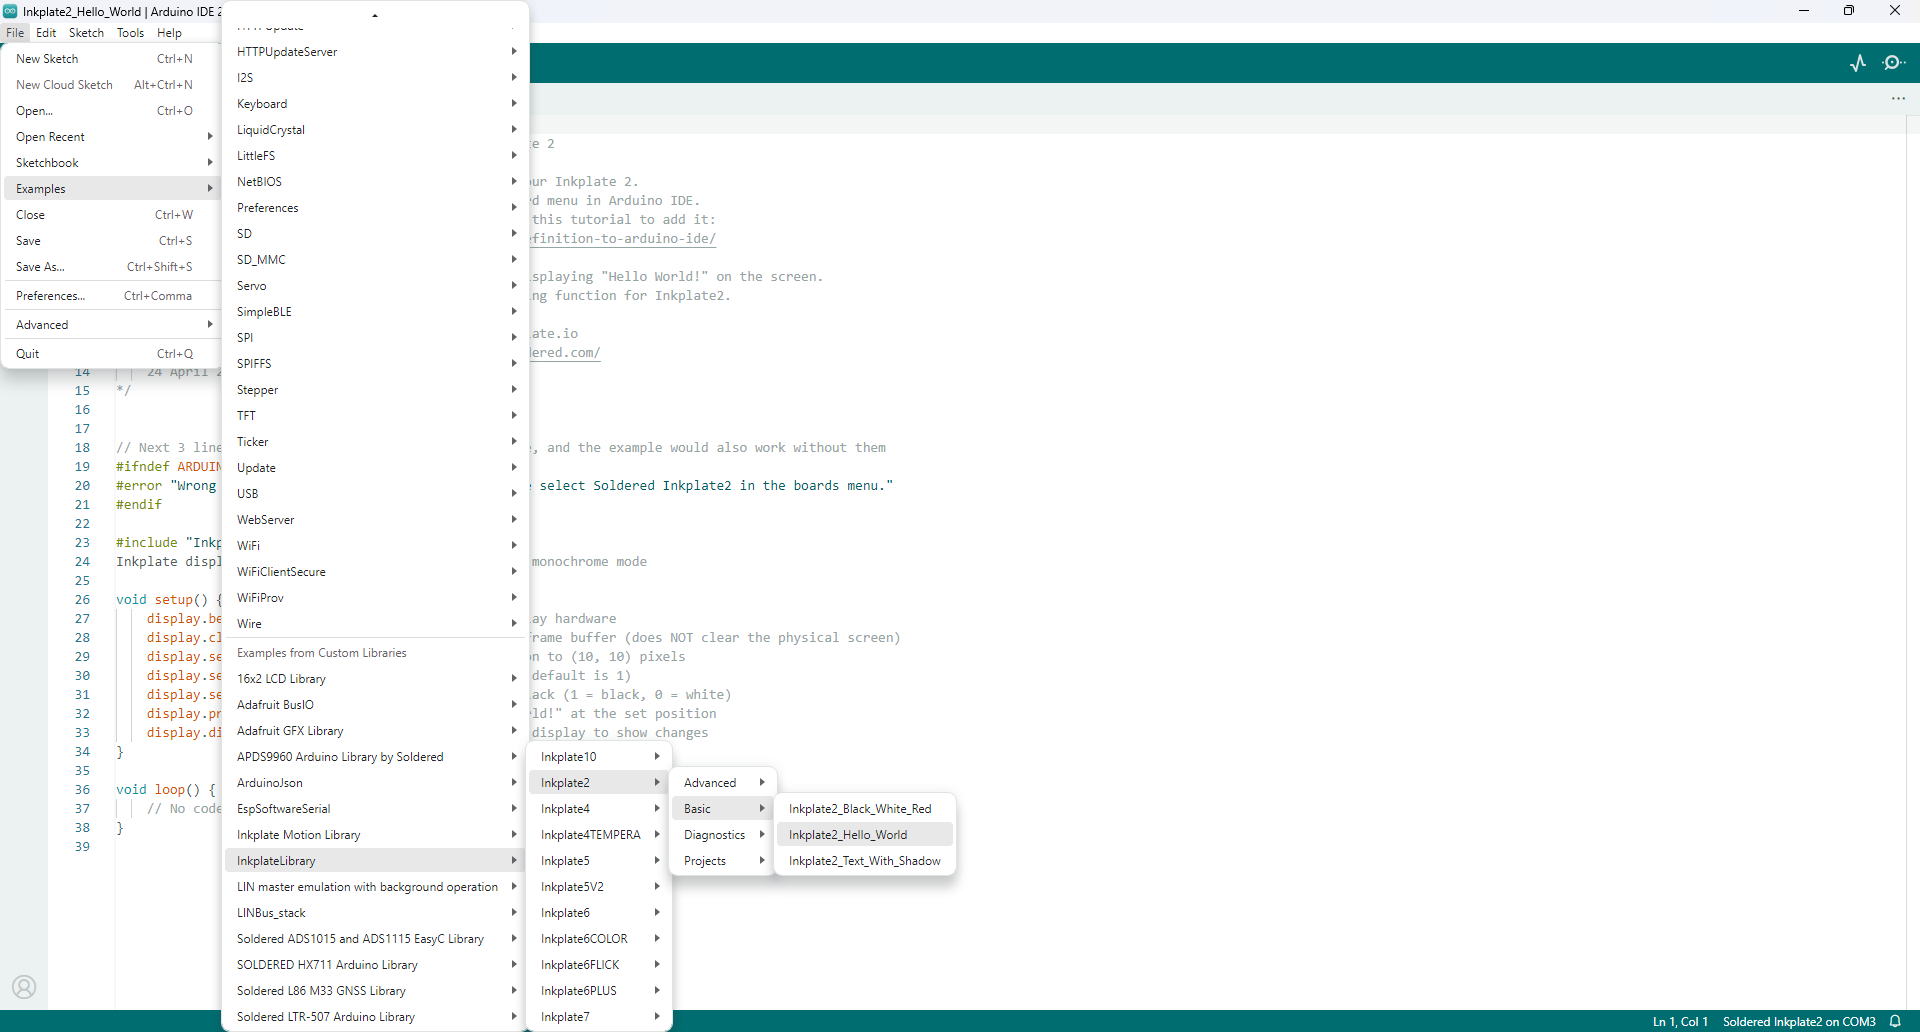 Inkplate2_Hello_World | Arduino IDE 2
File Edit Sketch Tools Help
New Sketch Ctrl+N
New Cloud Sketch Alt+Ctrl+N
Open... Ctrl+O
Open Recent
Sketchbook
Examples
Close Ctrl+W
Save Ctrl+S
Save As... Ctrl+Shift+S
Preferences... Ctrl+Comma
Advanced
Quit Ctrl+Q
HTTPUpdateServer
I2S
Keyboard
LiquidCrystal
LittleFS
NetBIOS
Preferences
SD
SD_MMC
Servo
SimpleBLE
SPI
SPIFFS
Stepper
TFT
Ticker
Update
USB
WebServer
WiFi
WiFiClientSecure
WiFiProv
Wire
Examples from Custom Libraries
16x2 LCD Library
Adafruit BusIO
Adafruit GFX Library
APDS9960 Arduino Library by Soldered
ArduinoJson
EspSoftwareSerial
Inkplate Motion Library
InkplateLibrary
LIN master emulation with background operation
LINBus_stack
Soldered ADS1015 and ADS1115 EasyC Library
SOLDERED HX711 Arduino Library
Soldered L86 M33 GNSS Library
Soldered LTR-507 Arduino Library
Inkplate10
Inkplate2
Inkplate4
Inkplate4TEMPERA
Inkplate5
Inkplate5V2
Inkplate6
Inkplate6COLOR
Inkplate6FLICK
Inkplate6PLUS
Inkplate7
Advanced
Basic
Diagnostics
Projects
Inkplate2_Black_White_Red
Inkplate2_Hello_World
Inkplate2_Text_With_Shadow
te 2
ur Inkplate 2.
d menu in Arduino IDE.
this tutorial to add it:
efinition-to-arduino-ide/
splaying "Hello World!" on the screen.
ng function for Inkplate2.
ate.io
dered.com/
14 24 April 2
15 */
16
17
18 // Next 3 line , and the example would also work without them
19 #ifndef ARDUIN
20 #error "Wrong select Soldered Inkplate2 in the boards menu."
21 #endif
22
23 #include "Inkp
24 Inkplate displ monochrome mode
25
26 void setup() {
27 display.be ay hardware
28 display.cl rame buffer (does NOT clear the physical screen)
29 display.se n to (10, 10) pixels
30 display.se default is 1)
31 display.se ack (1 = black, 0 = white)
32 display.pr ld!" at the set position
33 display.di display to show changes
34 }
35
36 void loop() {
37 // No code
38 }
39
Ln 1, Col 1 Soldered Inkplate2 on COM3